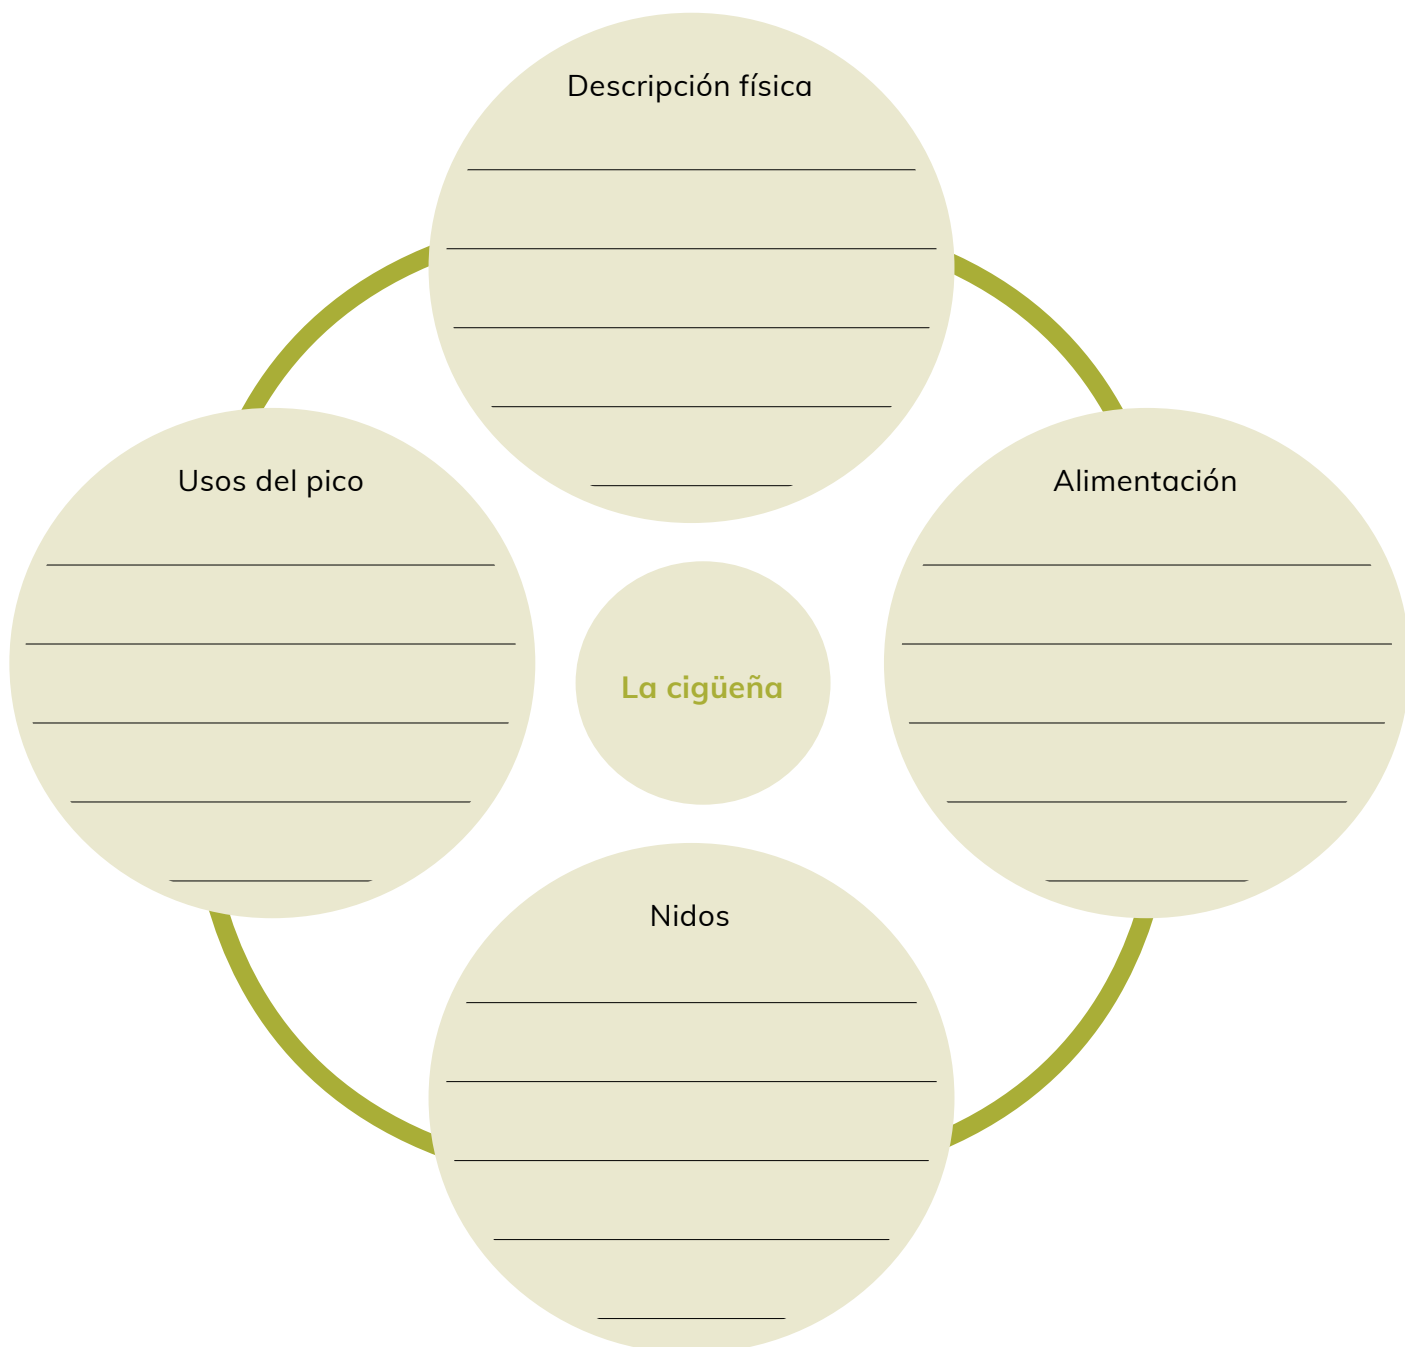 Descripción física
Usos del pico
Alimentación
La cigüeña
Nidos